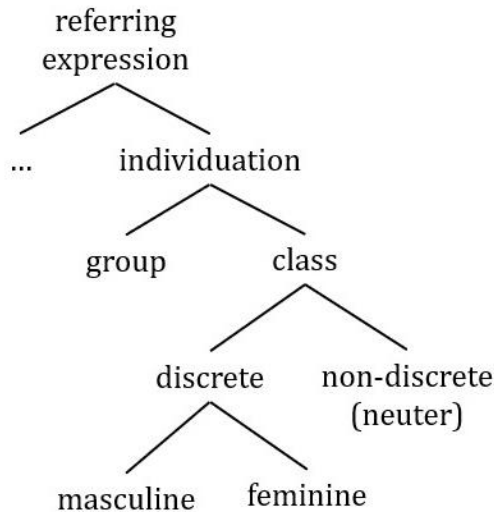 referring
expression
... individuation
group class
discrete non-discrete
(neuter)
masculine feminine